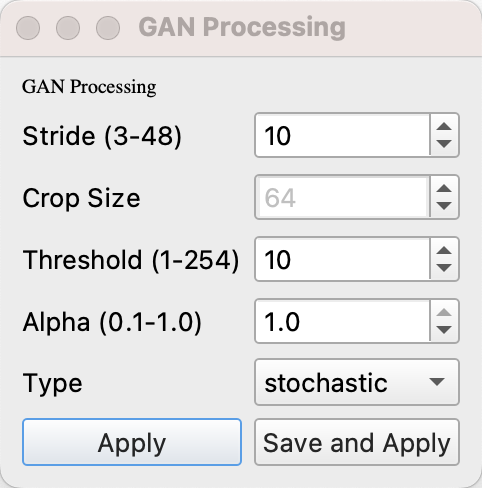 GAN Processing
GAN Processing
Stride (3-48) 10
Crop Size 64
Threshold (1-254) 10
Alpha (0.1-1.0) 1.0
Type stochastic
Apply Save and Apply